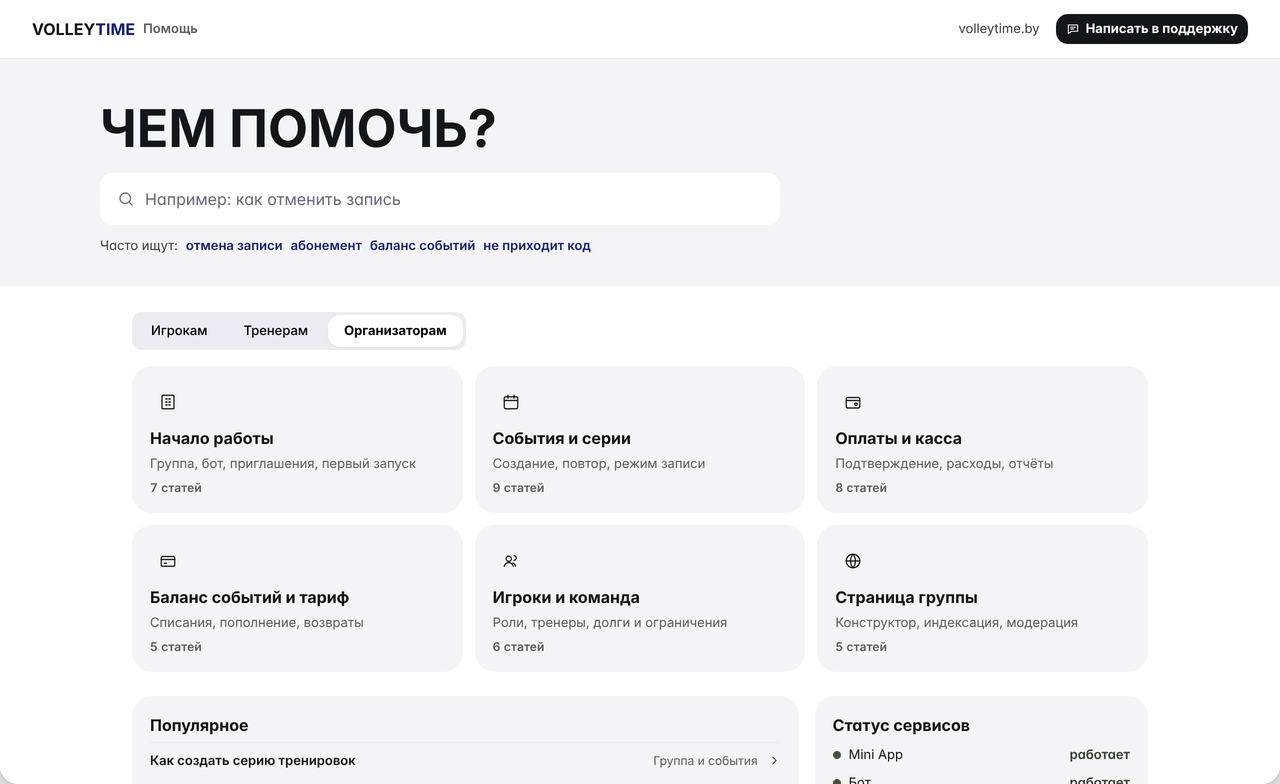 VOLLEYTIME Помощь volleytime.by Написать в поддержку
ЧЕМ ПОМОЧЬ?
Например: как отменить запись
Часто ищут: отмена записи абонемент баланс событий не приходит код
Игрокам Тренерам Организаторам
Начало работы
Группа, бот, приглашения, первый запуск
7 статей
События и серии
Создание, повтор, режим записи
9 статей
Оплаты и касса
Подтверждение, расходы, отчёты
8 статей
Баланс событий и тариф
Списания, пополнение, возвраты
5 статей
Игроки и команда
Роли, тренеры, долги и ограничения
6 статей
Страница группы
Конструктор, индексация, модерация
5 статей
Популярное
Как создать серию тренировок Группа и события
Статус сервисов
Mini App работает
Бот работает